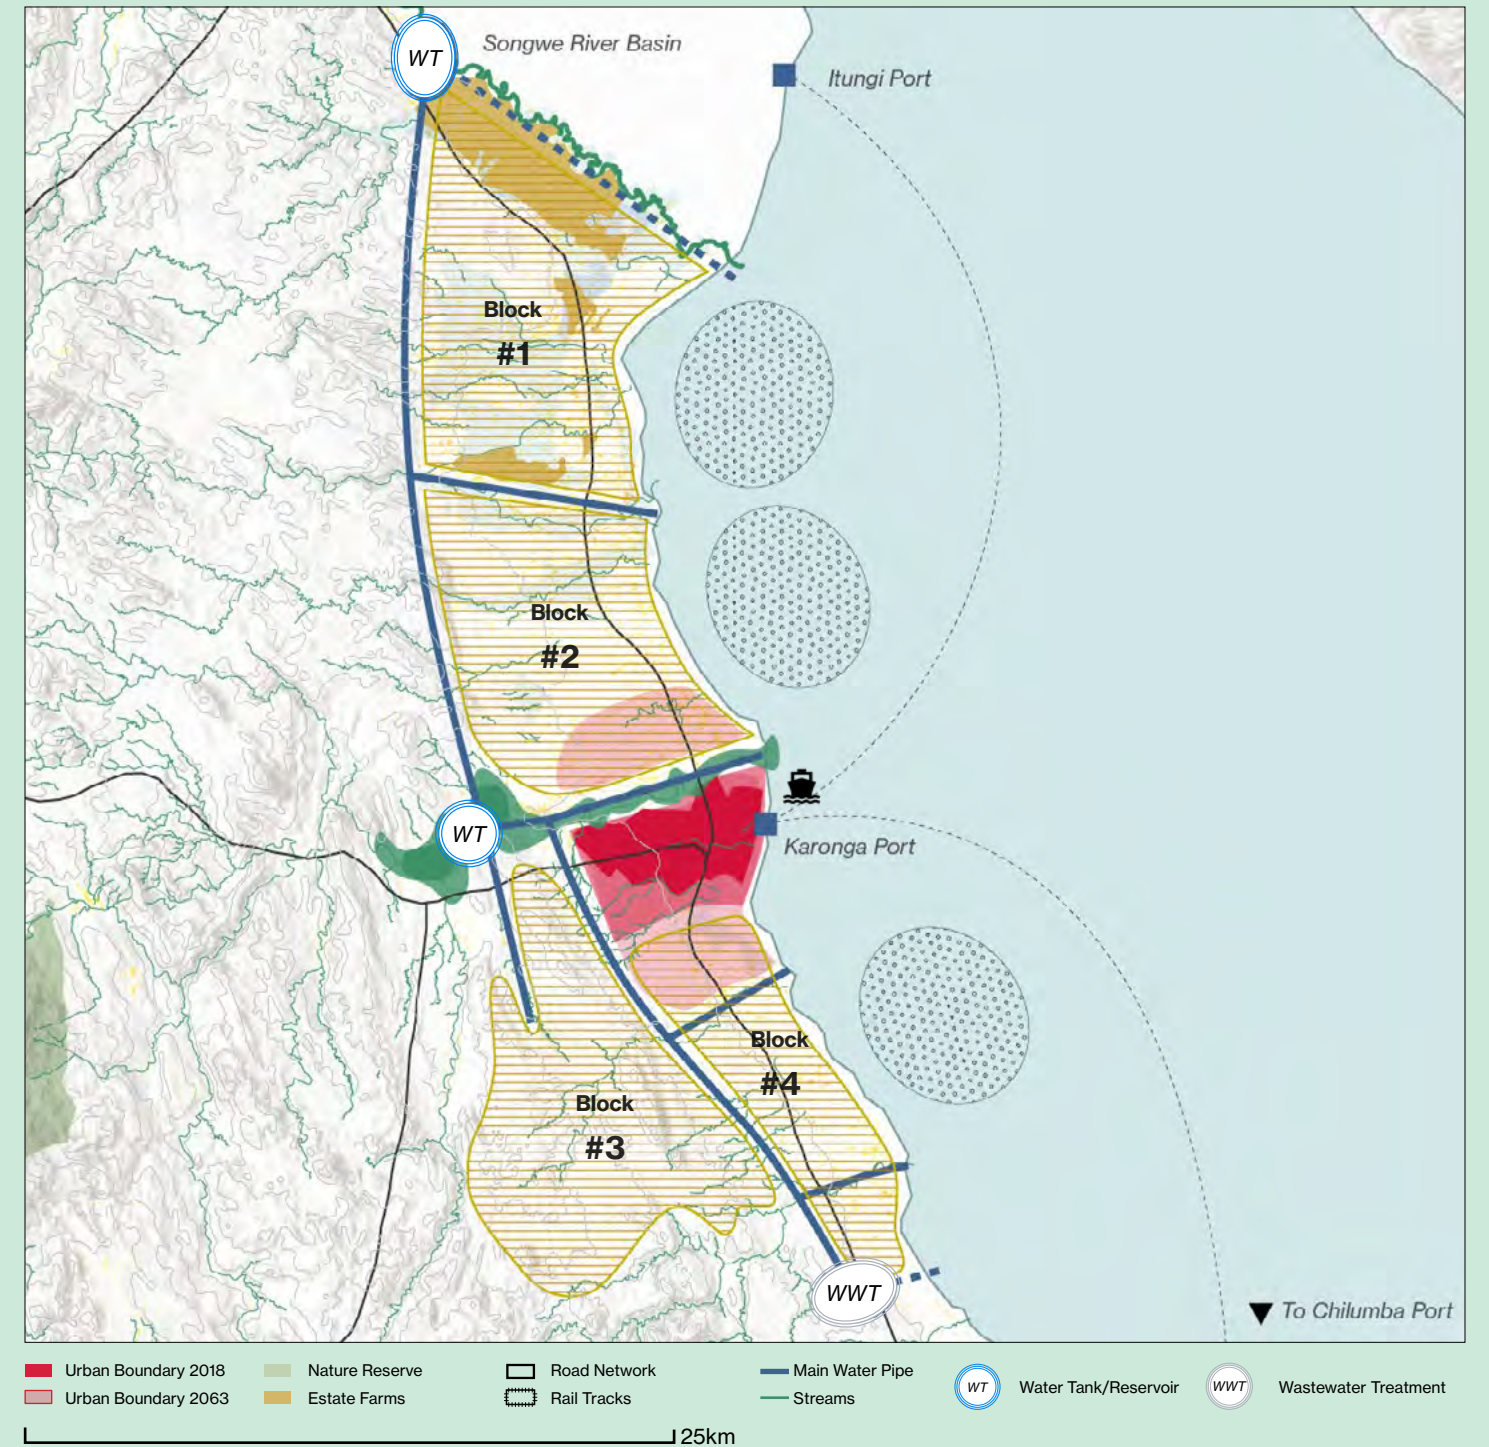 WT
Songwe River Basin
Itungi Port
Block
#1
Block
#2
WT
Karonga Port
Block
#4
Block
#3
WWT
To Chilumba Port
Urban Boundary 2018
Nature Reserve
Road Network
Main Water Pipe
Urban Boundary 2063
Estate Farms
Rail Tracks
Streams
WT
Water Tank/Reservoir
WWT
Wastewater Treatment
25km